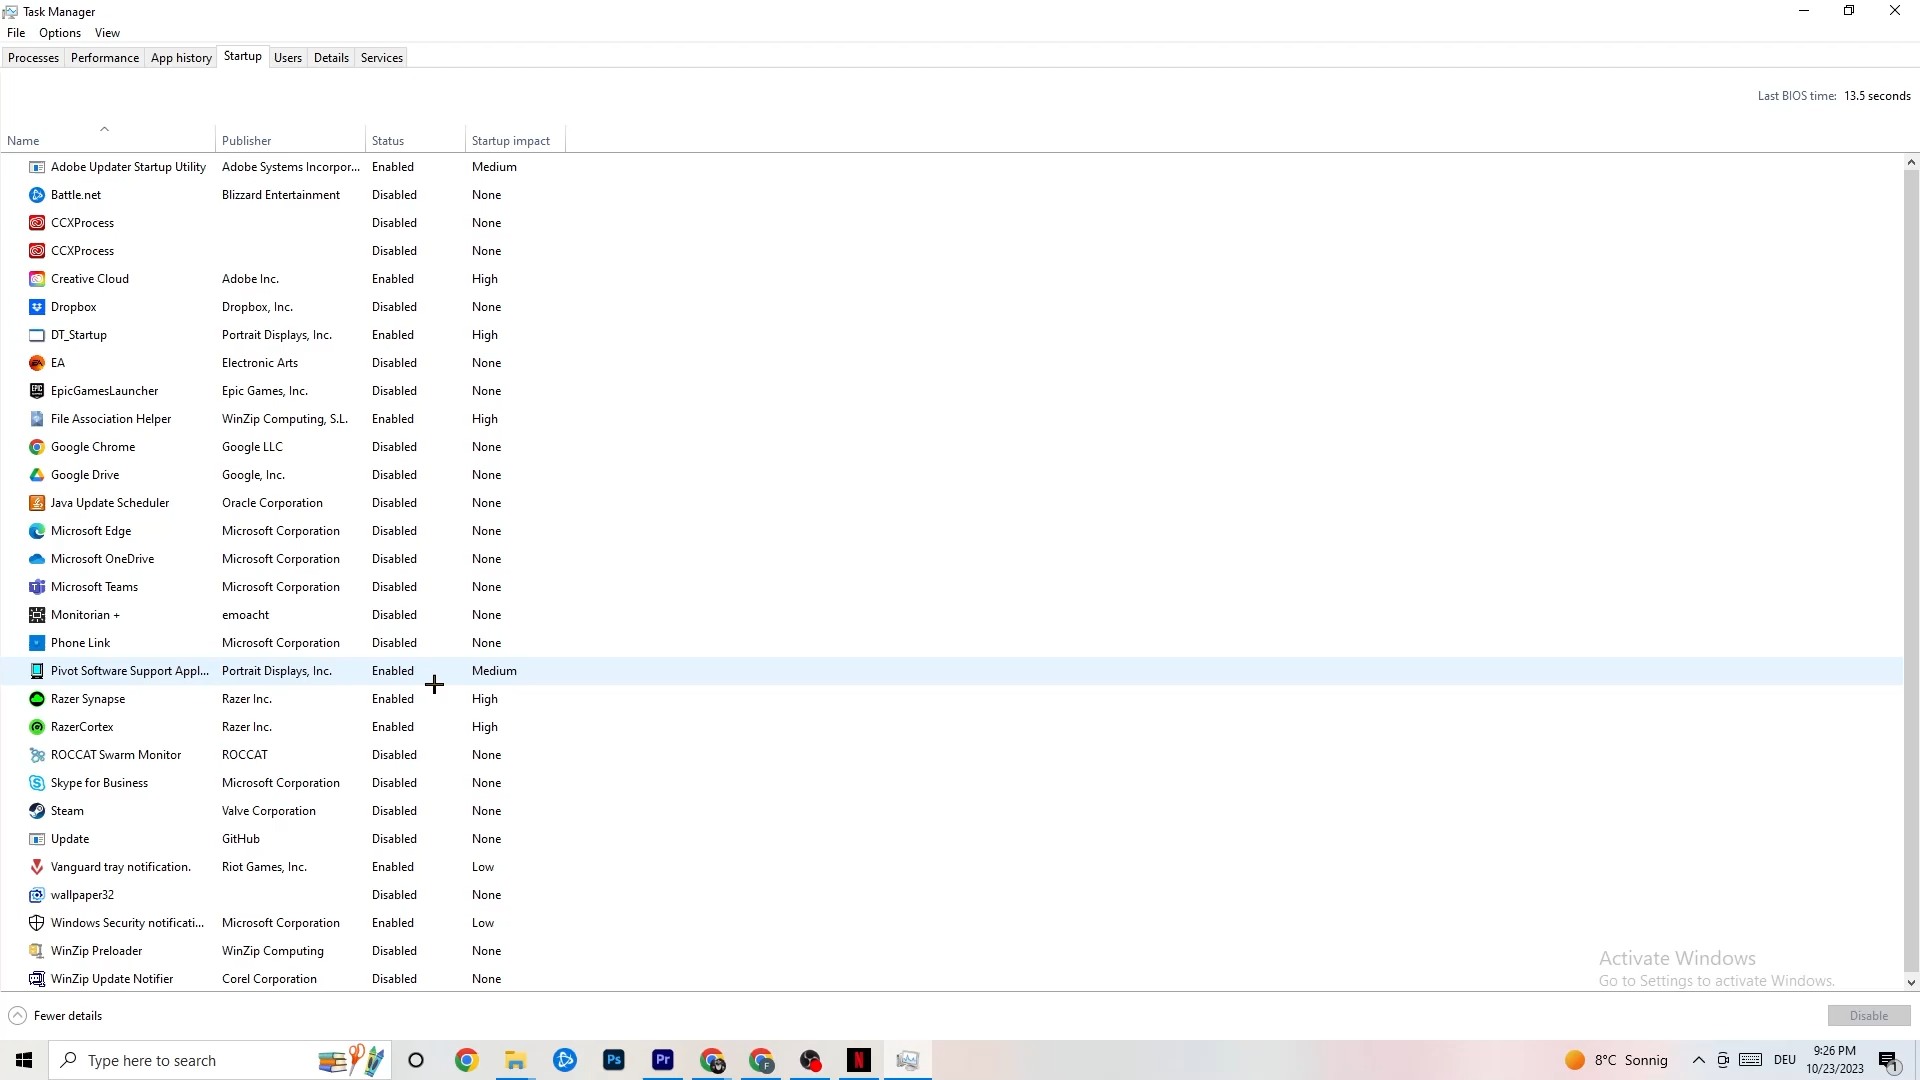 Task Manager
File Options View
Processes Performance App history Startup Users Details Services
Last BIOS time: 13.5 seconds
Name Publisher Status Startup impact
Adobe Updater Startup Utility Adobe Systems Incorpor... Enabled Medium
Battle.net Blizzard Entertainment Disabled None
CCXProcess Disabled None
CCXProcess Disabled None
Creative Cloud Adobe Inc. Enabled High
Dropbox Dropbox, Inc. Disabled None
DT_Startup Portrait Displays, Inc. Enabled High
EA Electronic Arts Disabled None
EpicGamesLauncher Epic Games, Inc. Disabled None
File Association Helper WinZip Computing, S.L. Enabled High
Google Chrome Google LLC Disabled None
Google Drive Google, Inc. Disabled None
Java Update Scheduler Oracle Corporation Disabled None
Microsoft Edge Microsoft Corporation Disabled None
Microsoft OneDrive Microsoft Corporation Disabled None
Microsoft Teams Microsoft Corporation Disabled None
Monitorian + emoacht Disabled None
Phone Link Microsoft Corporation Disabled None
Pivot Software Support Appl... Portrait Displays, Inc. Enabled Medium
Razer Synapse Razer Inc. Enabled High
RazerCortex Razer Inc. Enabled High
ROCCAT Swarm Monitor ROCCAT Disabled None
Skype for Business Microsoft Corporation Disabled None
Steam Valve Corporation Disabled None
Update GitHub Disabled None
Vanguard tray notification. Riot Games, Inc. Enabled Low
wallpaper32 Disabled None
Windows Security notificati... Microsoft Corporation Enabled Low
WinZip Preloader WinZip Computing Disabled None
WinZip Update Notifier Corel Corporation Disabled None
Activate Windows
Go to Settings to activate Windows.
Fewer details Disable
Type here to search Ps Pr F N 8°C Sonnig DEU 9:26 PM
10/23/2023 1